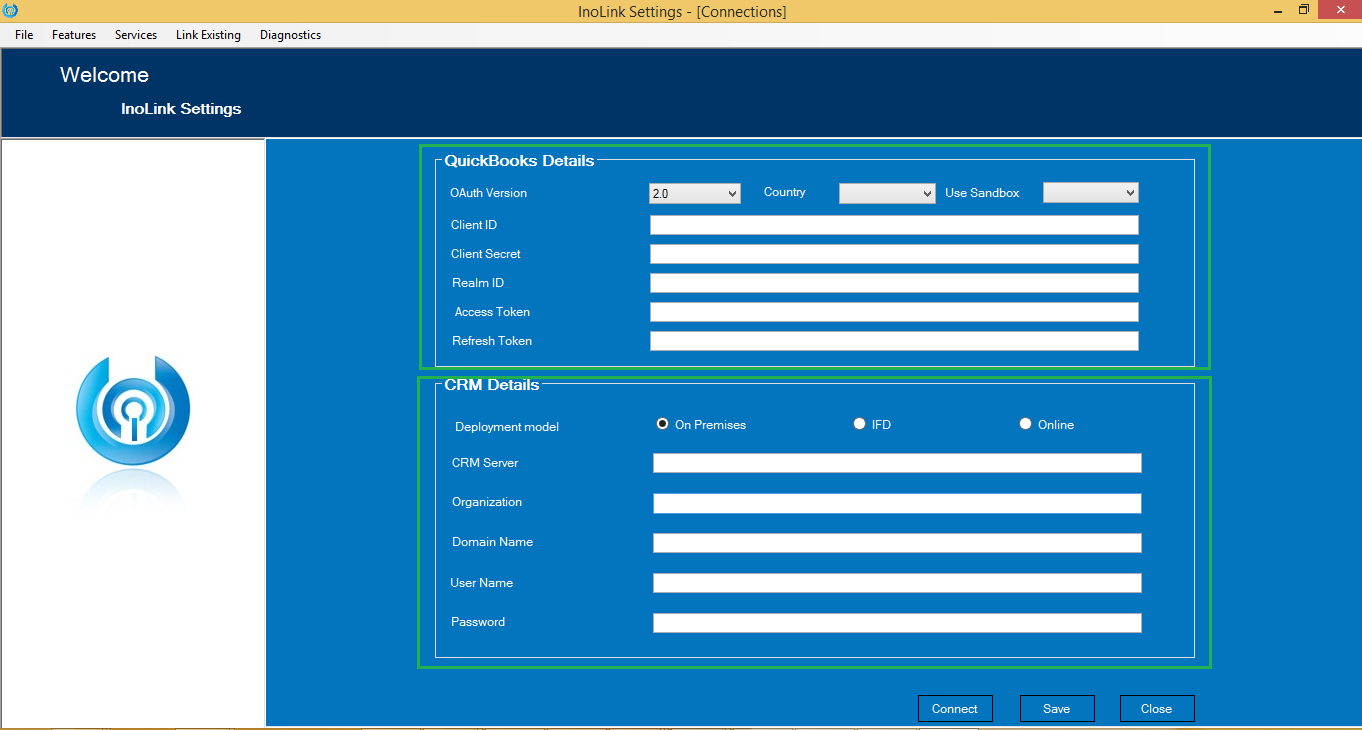 InoLink Settings - [Connections]
File Features Services Link Existing Diagnostics
Welcome
InoLink Settings
QuickBooks Details
OAuth Version 2.0 Country Use Sandbox
Client ID
Client Secret
Realm ID
Access Token
Refresh Token
CRM Details
Deployment model On Premises IFD Online
CRM Server
Organization
Domain Name
User Name
Password
Connect Save Close